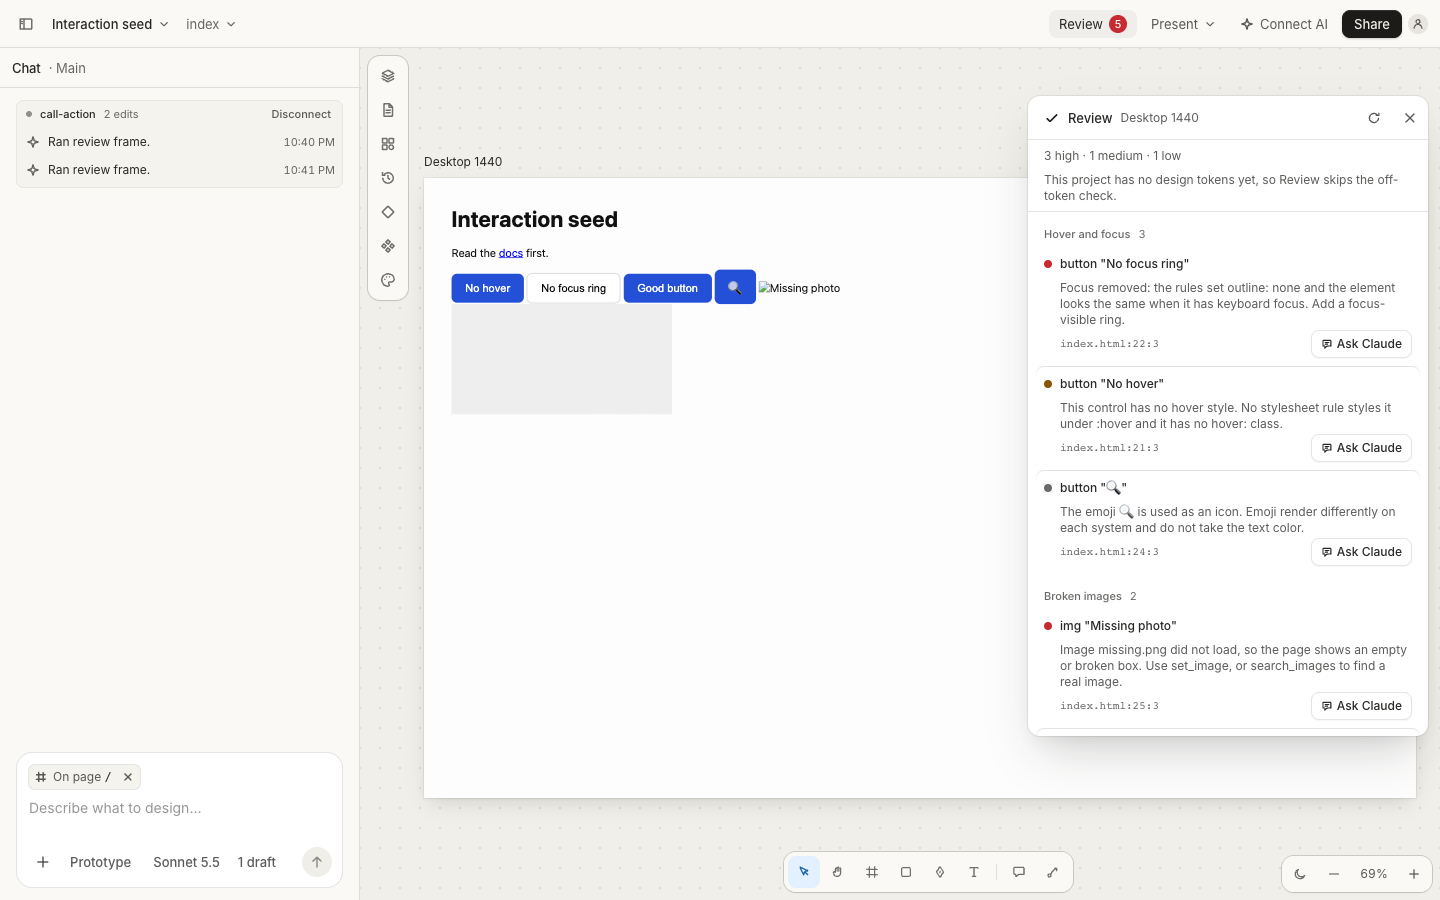 Interaction seed
index
Review 5
Present
Connect AI
Share
Chat · Main
call-action 2 edits Disconnect
Ran review frame. 10:40 PM
Ran review frame. 10:41 PM
On page /
Describe what to design...
Prototype Sonnet 5.5 1 draft
Desktop 1440
Interaction seed
Read the docs first.
No hover
No focus ring
Good button
🔍
Missing photo
Review Desktop 1440
3 high · 1 medium · 1 low
This project has no design tokens yet, so Review skips the off-
token check.
Hover and focus 3
button "No focus ring"
Focus removed: the rules set outline: none and the element
looks the same when it has keyboard focus. Add a focus-
visible ring.
index.html:22:3 Ask Claude
button "No hover"
This control has no hover style. No stylesheet rule styles it
under :hover and it has no hover: class.
index.html:21:3 Ask Claude
button "🔍"
The emoji 🔍 is used as an icon. Emoji render differently on
each system and do not take the text color.
index.html:24:3 Ask Claude
Broken images 2
img "Missing photo"
Image missing.png did not load, so the page shows an empty
or broken box. Use set_image, or search_images to find a
real image.
index.html:25:3 Ask Claude
T
69%